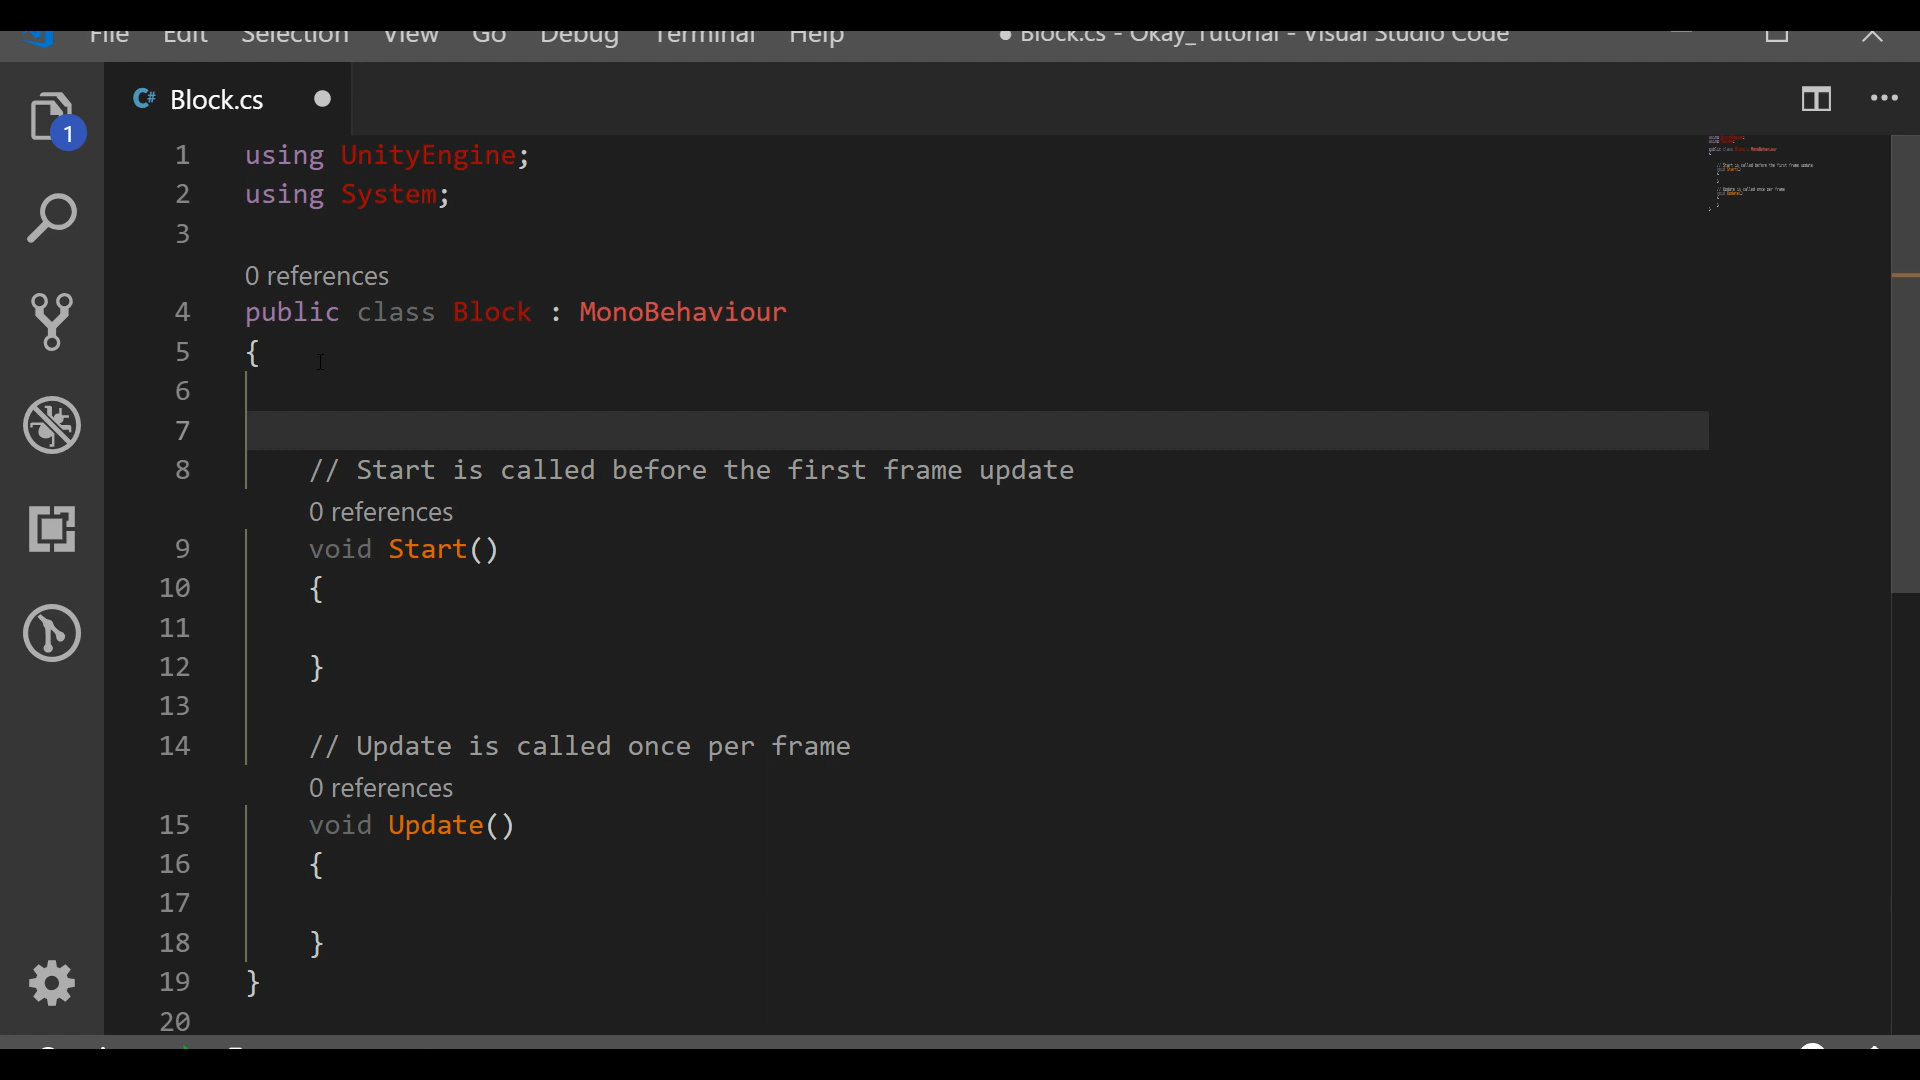 File Edit Selection View Go Debug Terminal Help ● Block.cs - Okay_Tutorial - Visual Studio Code
1
C# Block.cs
1 using UnityEngine;
2 using System;
3
0 references
4 public class Block : MonoBehaviour
5 {
6
7
8 // Start is called before the first frame update
0 references
9 void Start()
10 {
11
12 }
13
14 // Update is called once per frame
0 references
15 void Update()
16 {
17
18 }
19 }
20